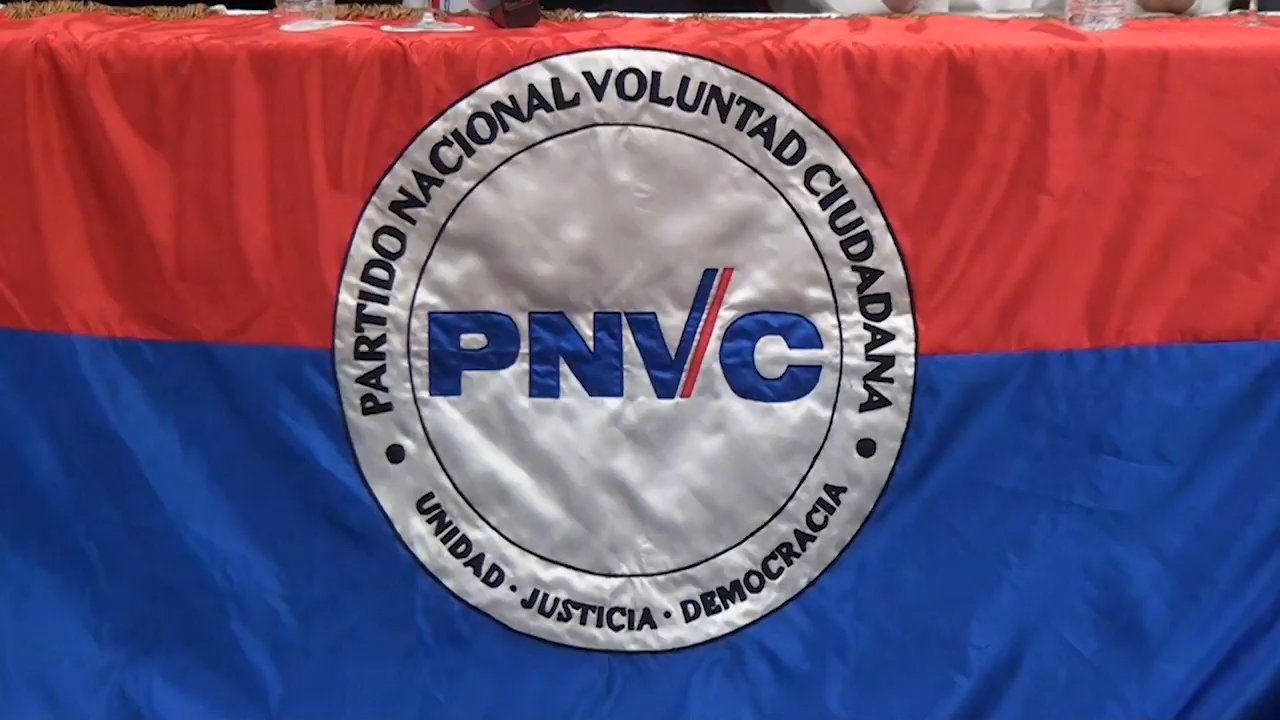 PARTIDO NACIONAL VOLUNTAD CIUDADANA
PNVC
UNIDAD · JUSTICIA · DEMOCRACIA